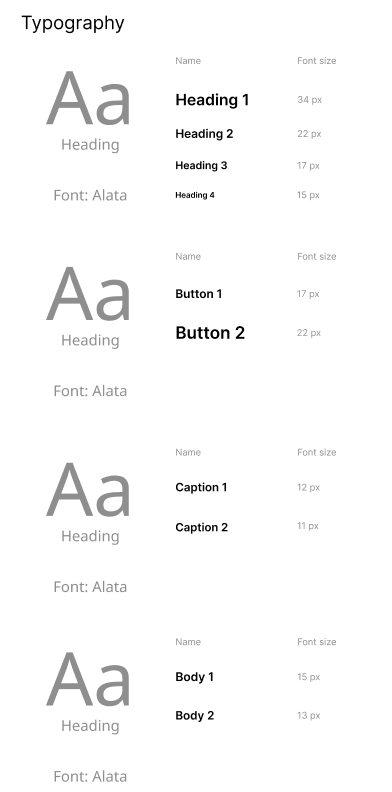 Typography
Name Font size
Aa
Heading
Font: Alata
Heading 1 34 px
Heading 2 22 px
Heading 3 17 px
Heading 4 15 px
Name Font size
Aa
Heading
Font: Alata
Button 1 17 px
Button 2 22 px
Name Font size
Aa
Heading
Font: Alata
Caption 1 12 px
Caption 2 11 px
Name Font size
Aa
Heading
Font: Alata
Body 1 15 px
Body 2 13 px